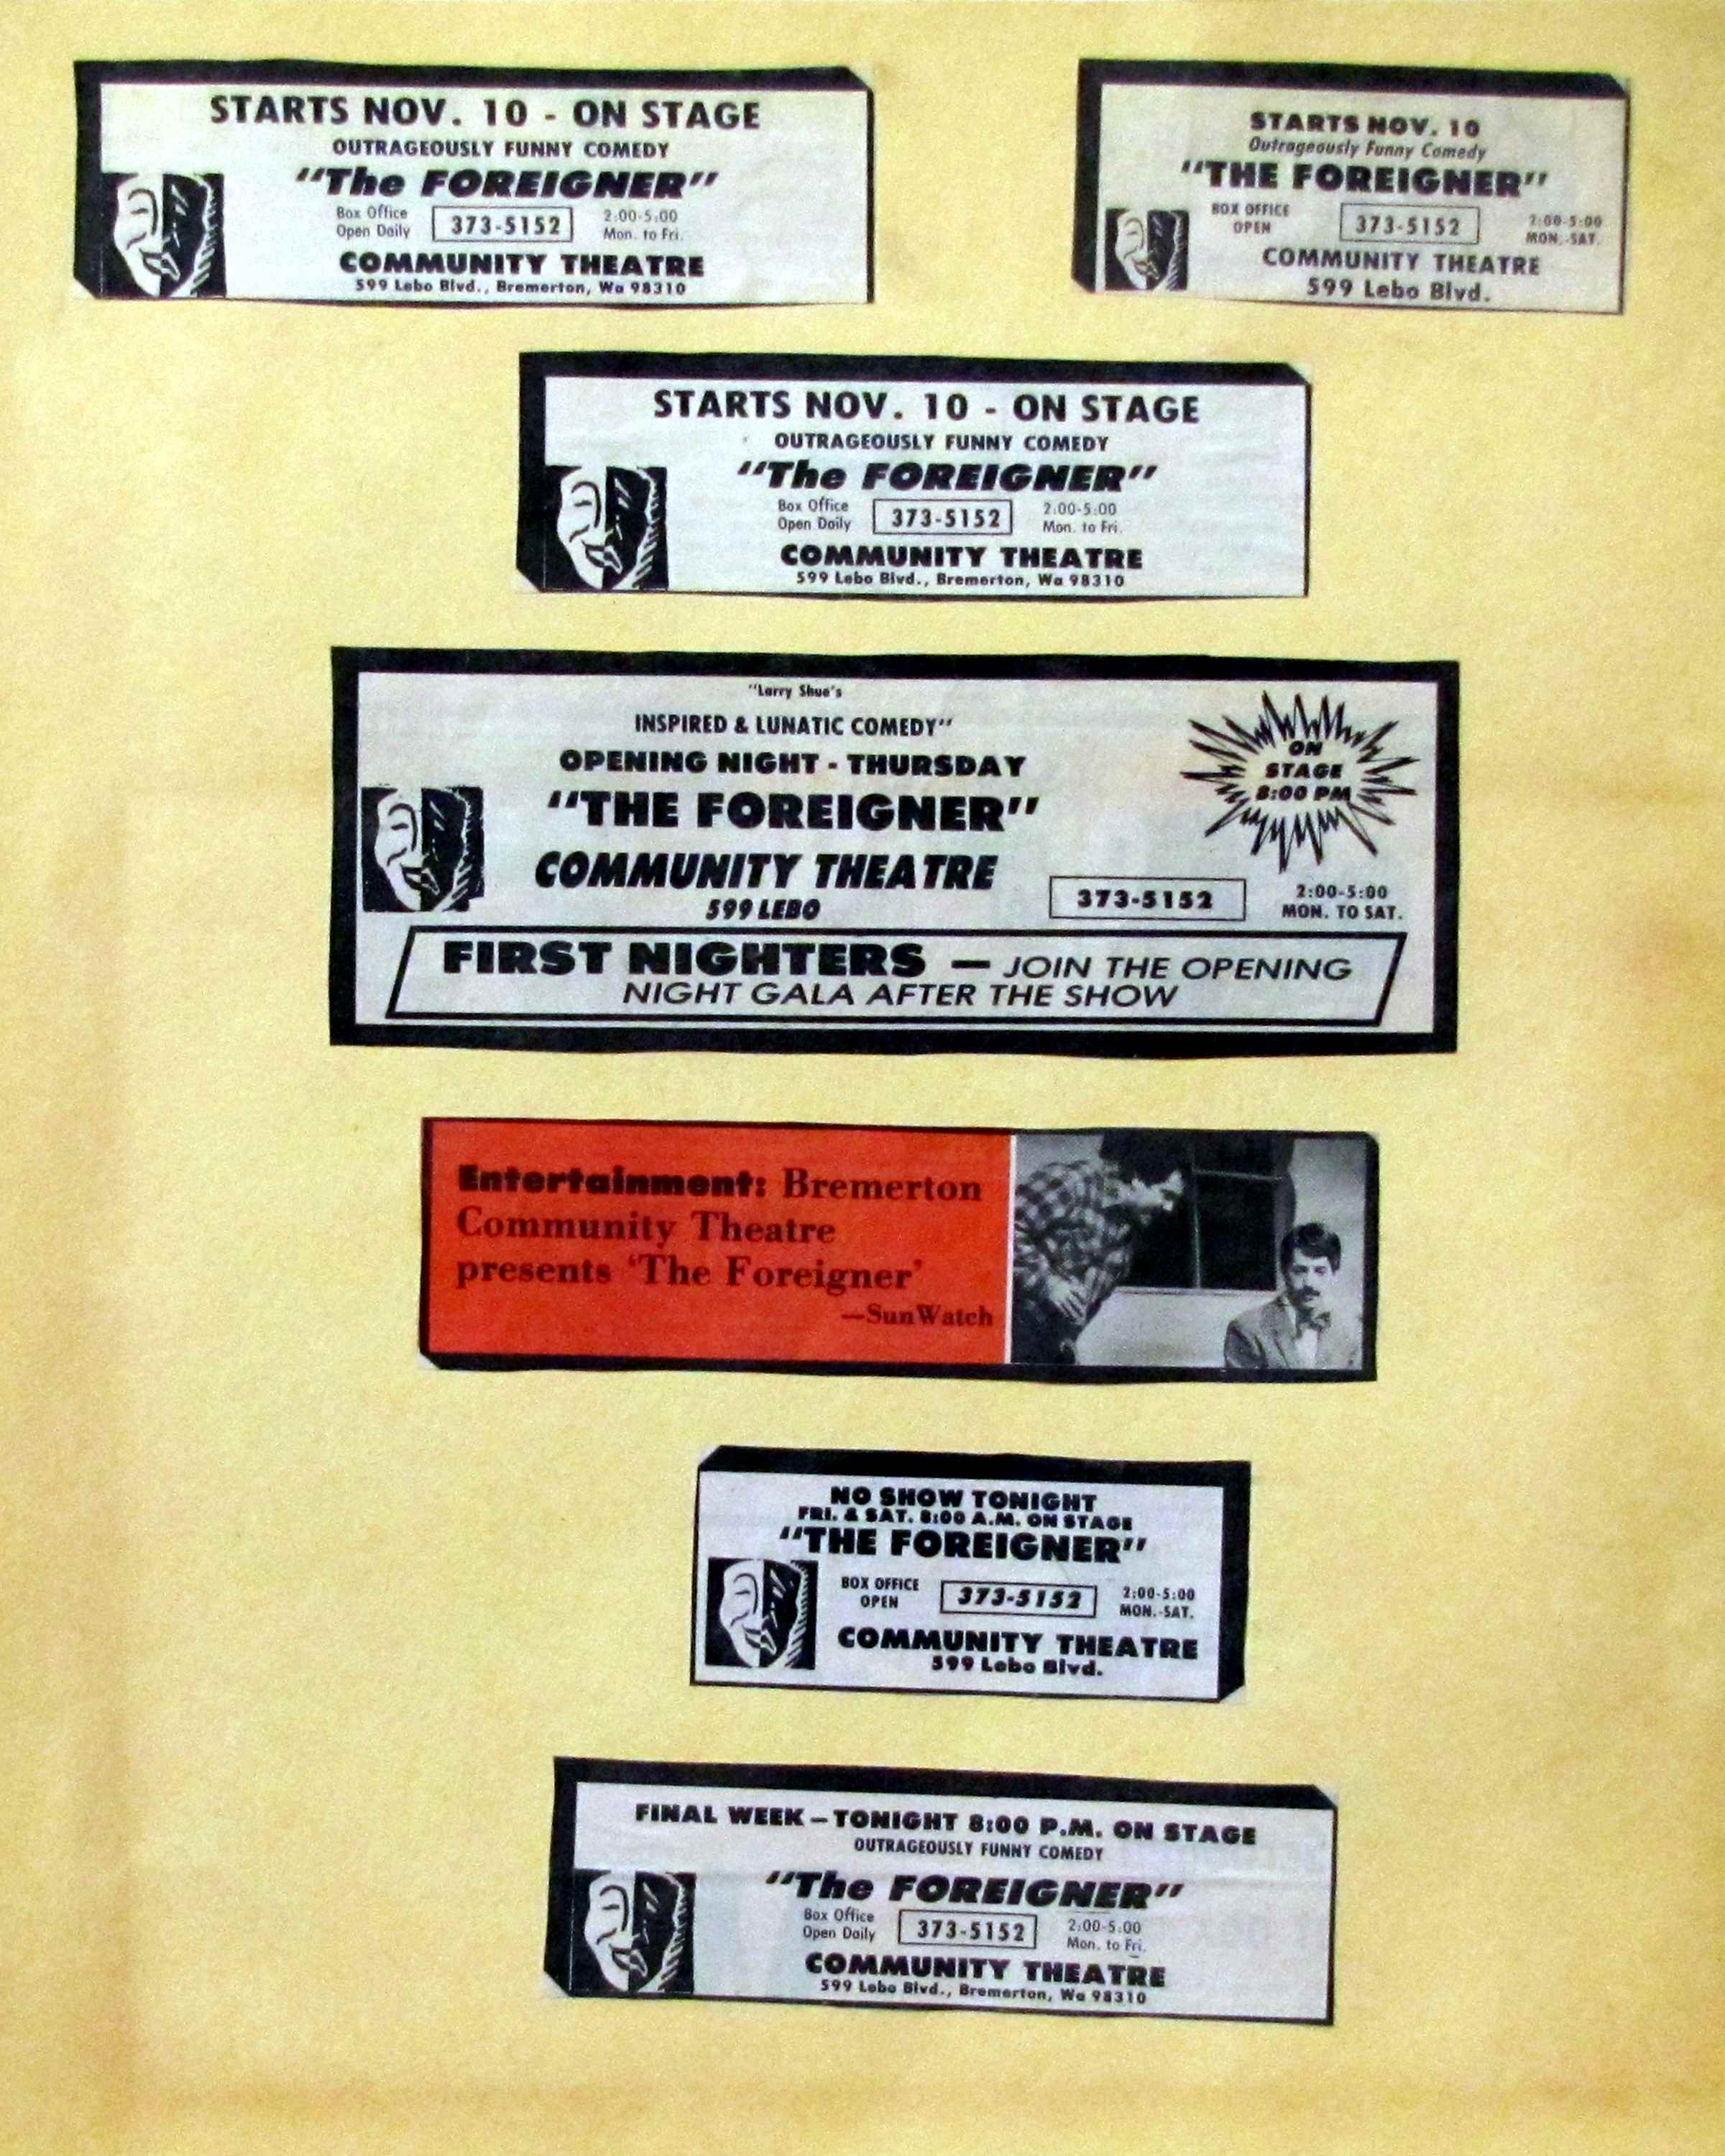 STARTS NOV. 10 - ON STAGE
OUTRAGEOUSLY FUNNY COMEDY
"The FOREIGNER"
Box Office
Open Daily
373-5152
2:00-5:00
Mon. to Fri.
COMMUNITY THEATRE
599 Lebo Blvd., Bremerton, Wa 98310
STARTS NOV. 10
Outrageously Funny Comedy
"THE FOREIGNER"
BOX OFFICE
OPEN
373-5152
2:00-5:00
MON.-SAT.
COMMUNITY THEATRE
599 Lebo Blvd.
STARTS NOV. 10 - ON STAGE
OUTRAGEOUSLY FUNNY COMEDY
"The FOREIGNER"
Box Office
Open Daily
373-5152
2:00-5:00
Mon. to Fri.
COMMUNITY THEATRE
599 Lebo Blvd., Bremerton, Wa 98310
"Larry Shue's
INSPIRED & LUNATIC COMEDY"
OPENING NIGHT - THURSDAY
"THE FOREIGNER"
COMMUNITY THEATRE
599 LEBO
ON
STAGE
8:00 PM
373-5152
2:00-5:00
MON. TO SAT.
FIRST NIGHTERS — JOIN THE OPENING
NIGHT GALA AFTER THE SHOW
Entertainment: Bremerton
Community Theatre
presents 'The Foreigner'
—SunWatch
NO SHOW TONIGHT
FRI. & SAT. 8:00 A.M. ON STAGE
"THE FOREIGNER"
BOX OFFICE
OPEN
373-5152
2:00-5:00
MON.-SAT.
COMMUNITY THEATRE
599 Lebo Blvd.
FINAL WEEK — TONIGHT 8:00 P.M. ON STAGE
OUTRAGEOUSLY FUNNY COMEDY
"The FOREIGNER"
Box Office
Open Daily
373-5152
2:00-5:00
Mon. to Fri.
COMMUNITY THEATRE
599 Lebo Blvd., Bremerton, Wa 98310